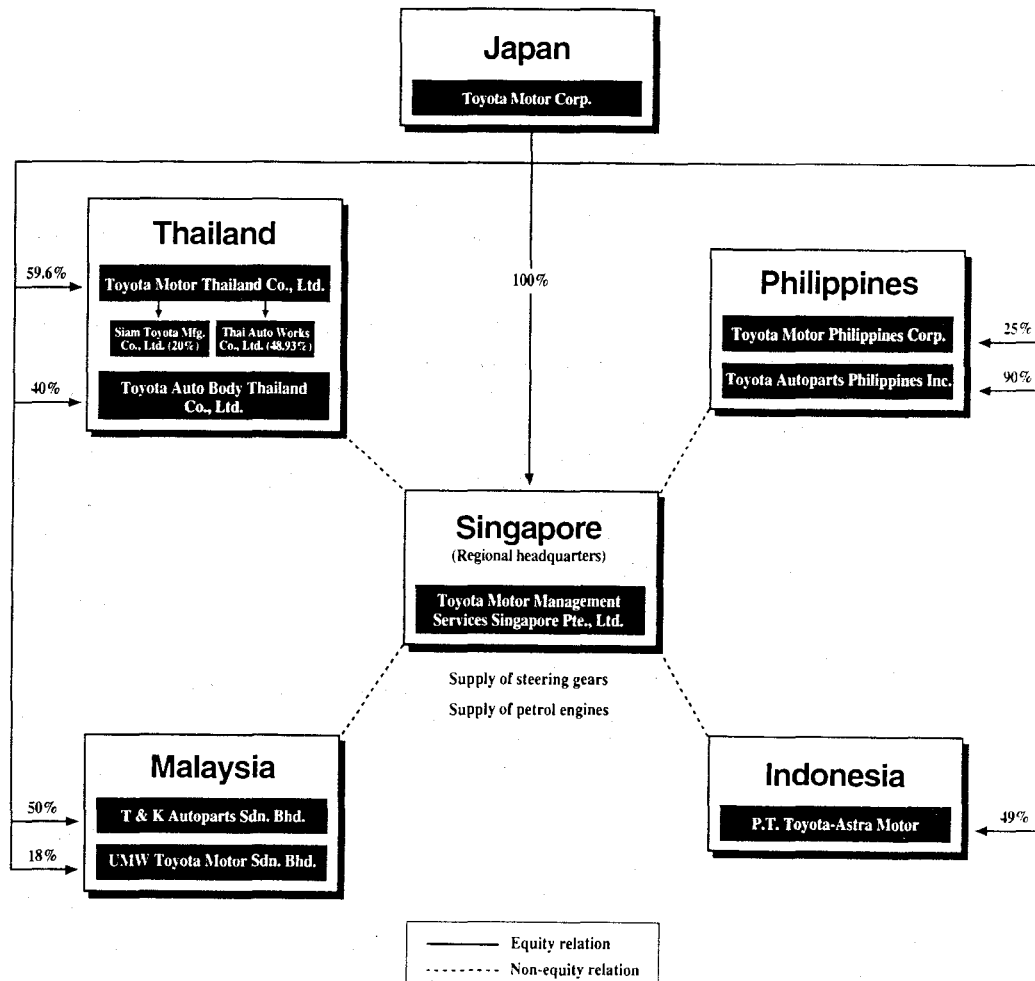 Japan
Toyota Motor Corp.
Thailand
59.6%
Toyota Motor Thailand Co., Ltd.
Siam Toyota Mfg.
Co., Ltd. (20%)
Thai Auto Works
Co., Ltd. (48.93%)
40%
Toyota Auto Body Thailand
Co., Ltd.
100%
Philippines
Toyota Motor Philippines Corp.
25%
Toyota Autoparts Philippines Inc.
90%
Singapore
(Regional headquarters)
Toyota Motor Management
Services Singapore Pte., Ltd.
Supply of steering gears
Supply of petrol engines
Malaysia
50%
T & K Autoparts Sdn. Bhd.
18%
UMW Toyota Motor Sdn. Bhd.
Indonesia
P.T. Toyota-Astra Motor
49%
Equity relation
Non-equity relation